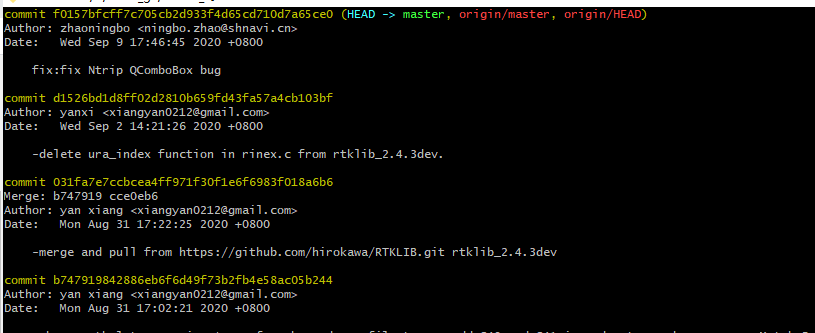 commit f0157bfcff7c705cb2d933f4d65cd710d7a65ce0 (HEAD -> master, origin/master, origin/HEAD)
Author: zhaoningbo <ningbo.zhao@shnavi.cn>
Date:   Wed Sep 9 17:46:45 2020 +0800
fix:fix Ntrip QComboBox bug
commit d1526bd1d8ff02d2810b659fd43fa57a4cb103bf
Author: yanxi <xiangyan0212@gmail.com>
Date:   Wed Sep 2 14:21:26 2020 +0800
-delete ura_index function in rinex.c from rtklib_2.4.3dev.
commit 031fa7e7ccbcea4ff971f30f1e6f6983f018a6b6
Merge: b747919 cce0eb6
Author: yan xiang <xiangyan0212@gmail.com>
Date:   Mon Aug 31 17:22:25 2020 +0800
-merge and pull from https://github.com/hirokawa/RTKLIB.git rtklib_2.4.3dev
commit b747919842886eb6f6d49f73b2fb4e58ac05b244
Author: yan xiang <xiangyan0212@gmail.com>
Date:   Mon Aug 31 17:02:21 2020 +0800